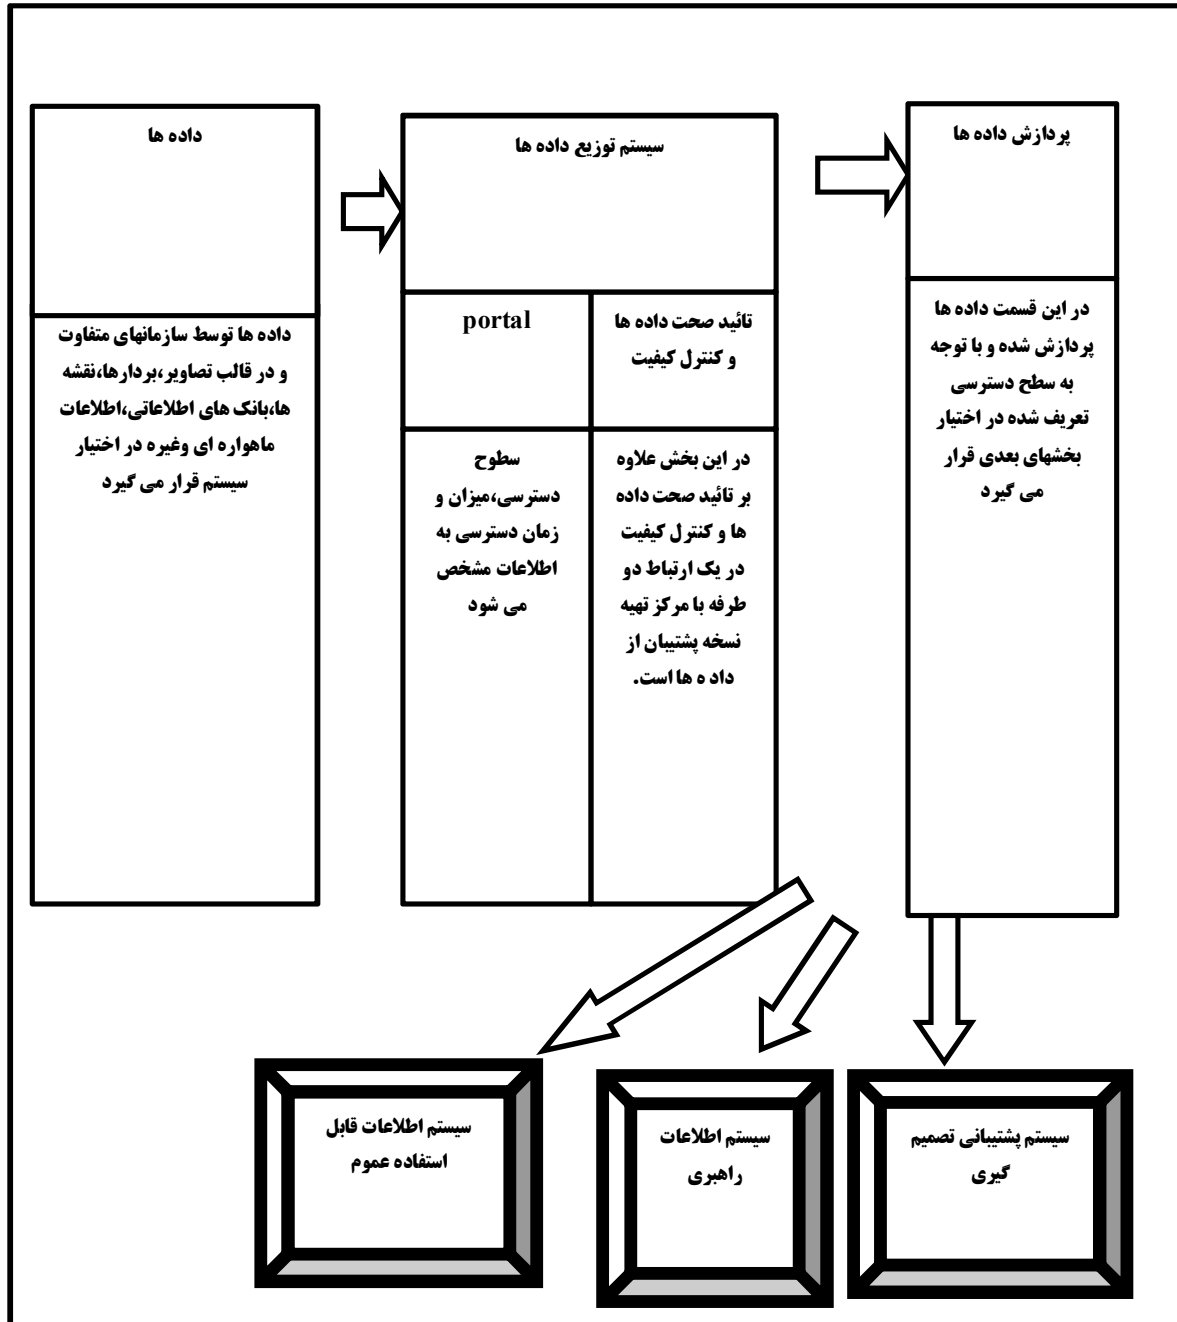 داده ها
داده ها توسط سازمانهای متفاوت
و در قالب تصاویر،بردارها،نقشه
ها،بانک های اطلاعاتی،اطلاعات
ماهواره ای وغیره در اختیار
سیستم قرار می گیرد
سیستم توزیع داده ها
portal
سطوح
دسترسی،میزان و
زمان دسترسی به
اطلاعات مشخص
می شود
تائید صحت داده ها
و کنترل کیفیت
در این بخش علاوه
بر تائید صحت داده
ها و کنترل کیفیت
در یک ارتباط دو
طرفه با مرکز تهیه
نسخه پشتیبان از
داد ه ها است.
پردازش داده ها
در این قسمت داده ها
پردازش شده و با توجه
به سطح دسترسی
تعریف شده در اختیار
بخشهای بعدی قرار
می گیرد
سیستم اطلاعات قابل
استفاده عموم
سیستم اطلاعات
راهبری
سیستم پشتیبانی تصمیم
گیری